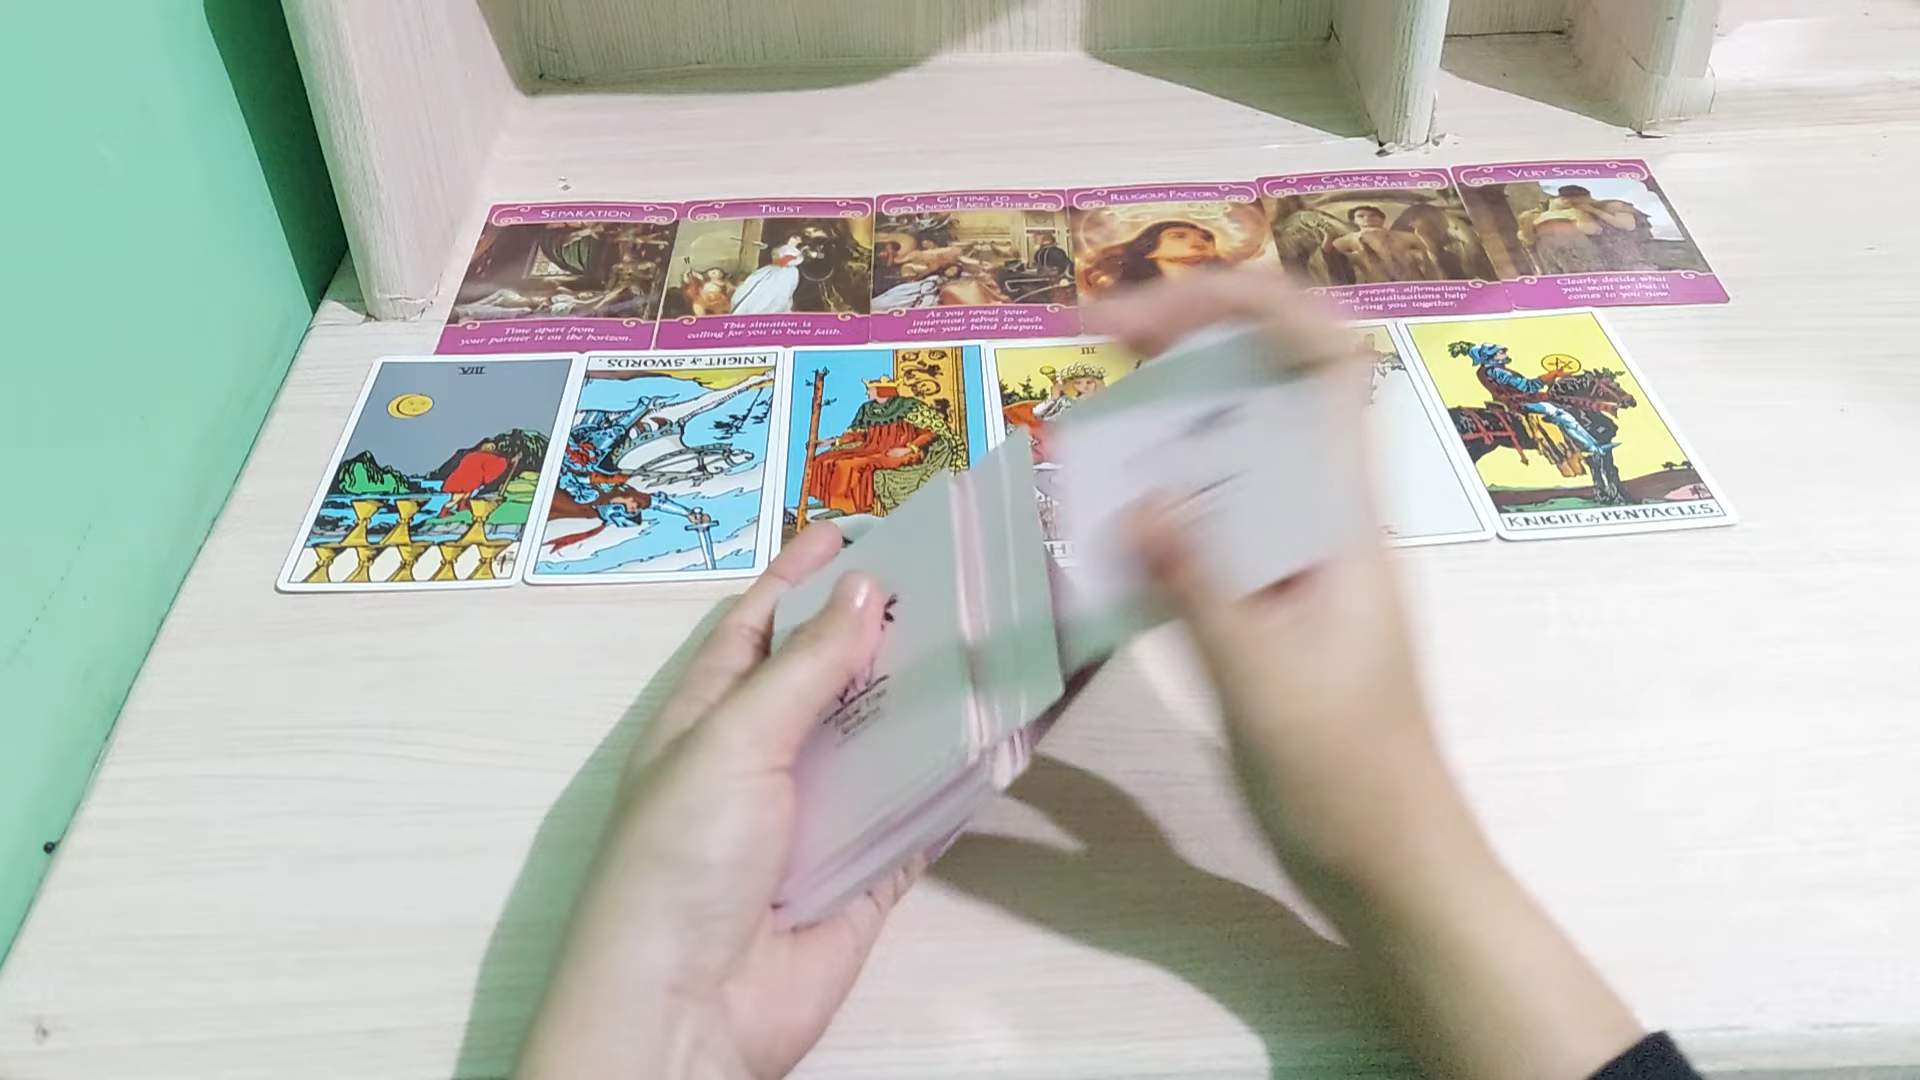 SEPARATION
Time apart from
your partner is on the horizon.
TRUST
This situation is
calling for you to have faith.
GETTING TO
KNOW EACH OTHER
As you reveal your
innermost selves to each
other, your bond deepens.
RELIGIOUS FACTORS
CALLING IN
YOUR SOUL MATE
Your prayers, affirmations,
and visualizations help
bring you together.
VERY SOON
Clearly decide what
you want so that it
comes to you now.
VIII
KNIGHT of SWORDS.
III
KNIGHT of PENTACLES.